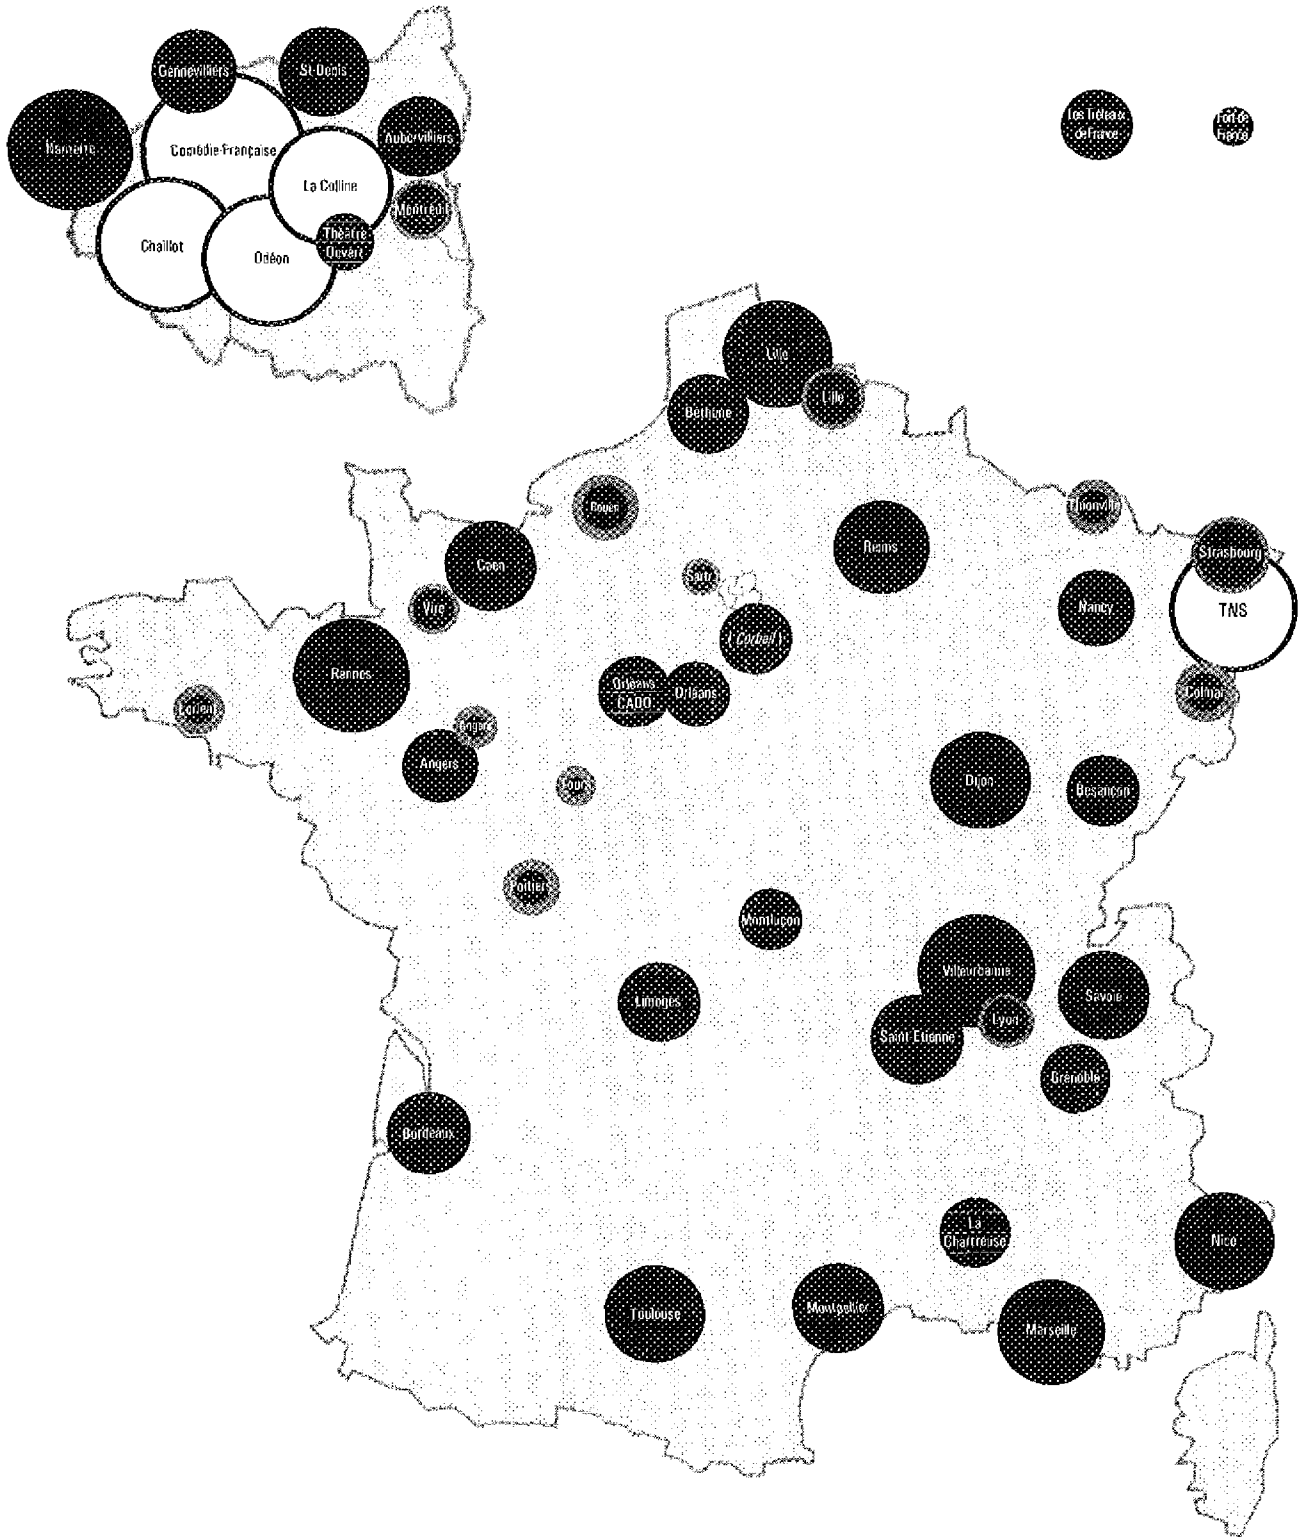 Gennevilliers
St-Denis
Nanterre
Comédie-Française
Aubervilliers
La Colline
Montreuil
Chaillot
Odéon
Théâtre
Ouvert
Les Tréteaux
de France
Fort de
France
Lille
Béthune
Lille
Rouen
Reims
Thionville
Strasbourg
Caen
Sartr
Vire
Nancy
TNS
( Corbeil )
Rennes
Orléans
CADO
Orléans
Colmar
Lorient
Angers
Angers
Tours
Dijon
Besançon
Poitiers
Montluçon
Villeurbanne
Limoges
Savoie
Lyon
Saint-Etienne
Grenoble
Bordeaux
La
Chartreuse
Nice
Toulouse
Montpellier
Marseille